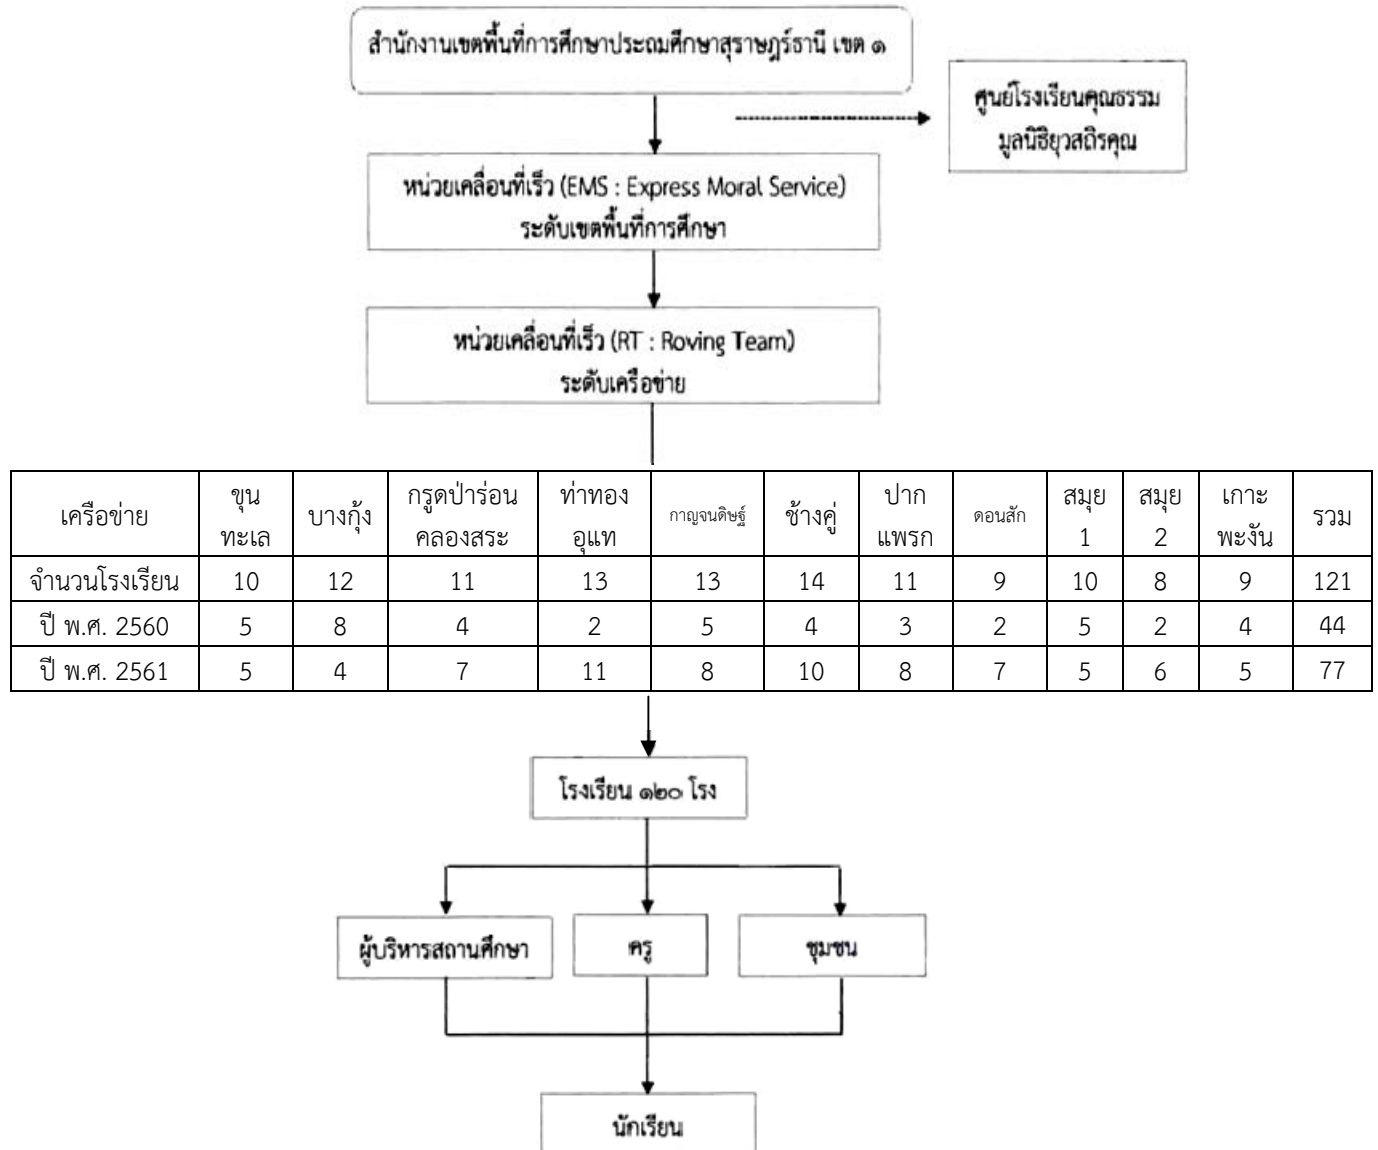 สำนักงานเขตพื้นที่การศึกษาประถมศึกษาสุราษฎร์ธานี เขต ๑
ศูนย์โรงเรียนคุณธรรม
มูลนิธิยุวสถิรคุณ
หน่วยเคลื่อนที่เร็ว (EMS : Express Moral Service)
ระดับเขตพื้นที่การศึกษา
หน่วยเคลื่อนที่เร็ว (RT : Roving Team)
ระดับเครือข่าย
เครือข่าย ขุนทะเล บางกุ้ง กรูดป่าร่อนคลองสระ ท่าทองอุแท กาญจนดิษฐ์ ช้างคู่ ปากแพรก ดอนสัก สมุย 1 สมุย 2 เกาะพะงัน รวม
จำนวนโรงเรียน 10 12 11 13 13 14 11 9 10 8 9 121
ปี พ.ศ. 2560 5 8 4 2 5 4 3 2 5 2 4 44
ปี พ.ศ. 2561 5 4 7 11 8 10 8 7 5 6 5 77
โรงเรียน ๑๒๐ โรง
ผู้บริหารสถานศึกษา ครู ชุมชน
นักเรียน